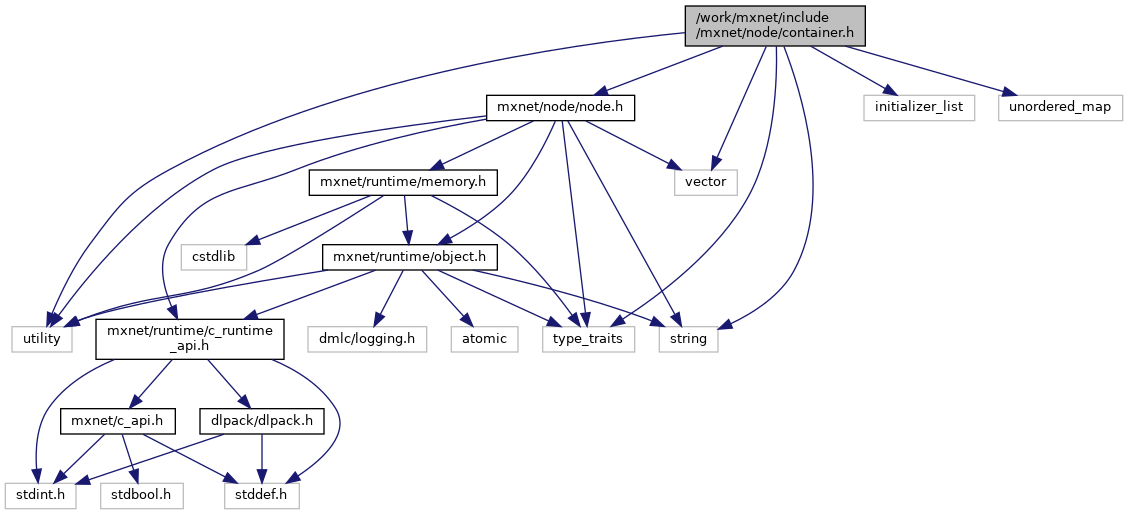 /work/mxnet/include
/mxnet/node/container.h
mxnet/node/node.h
initializer_list
unordered_map
mxnet/runtime/memory.h
vector
cstdlib
mxnet/runtime/object.h
utility
mxnet/runtime/c_runtime
_api.h
dmlc/logging.h
atomic
type_traits
string
mxnet/c_api.h
dlpack/dlpack.h
stdint.h
stdbool.h
stddef.h